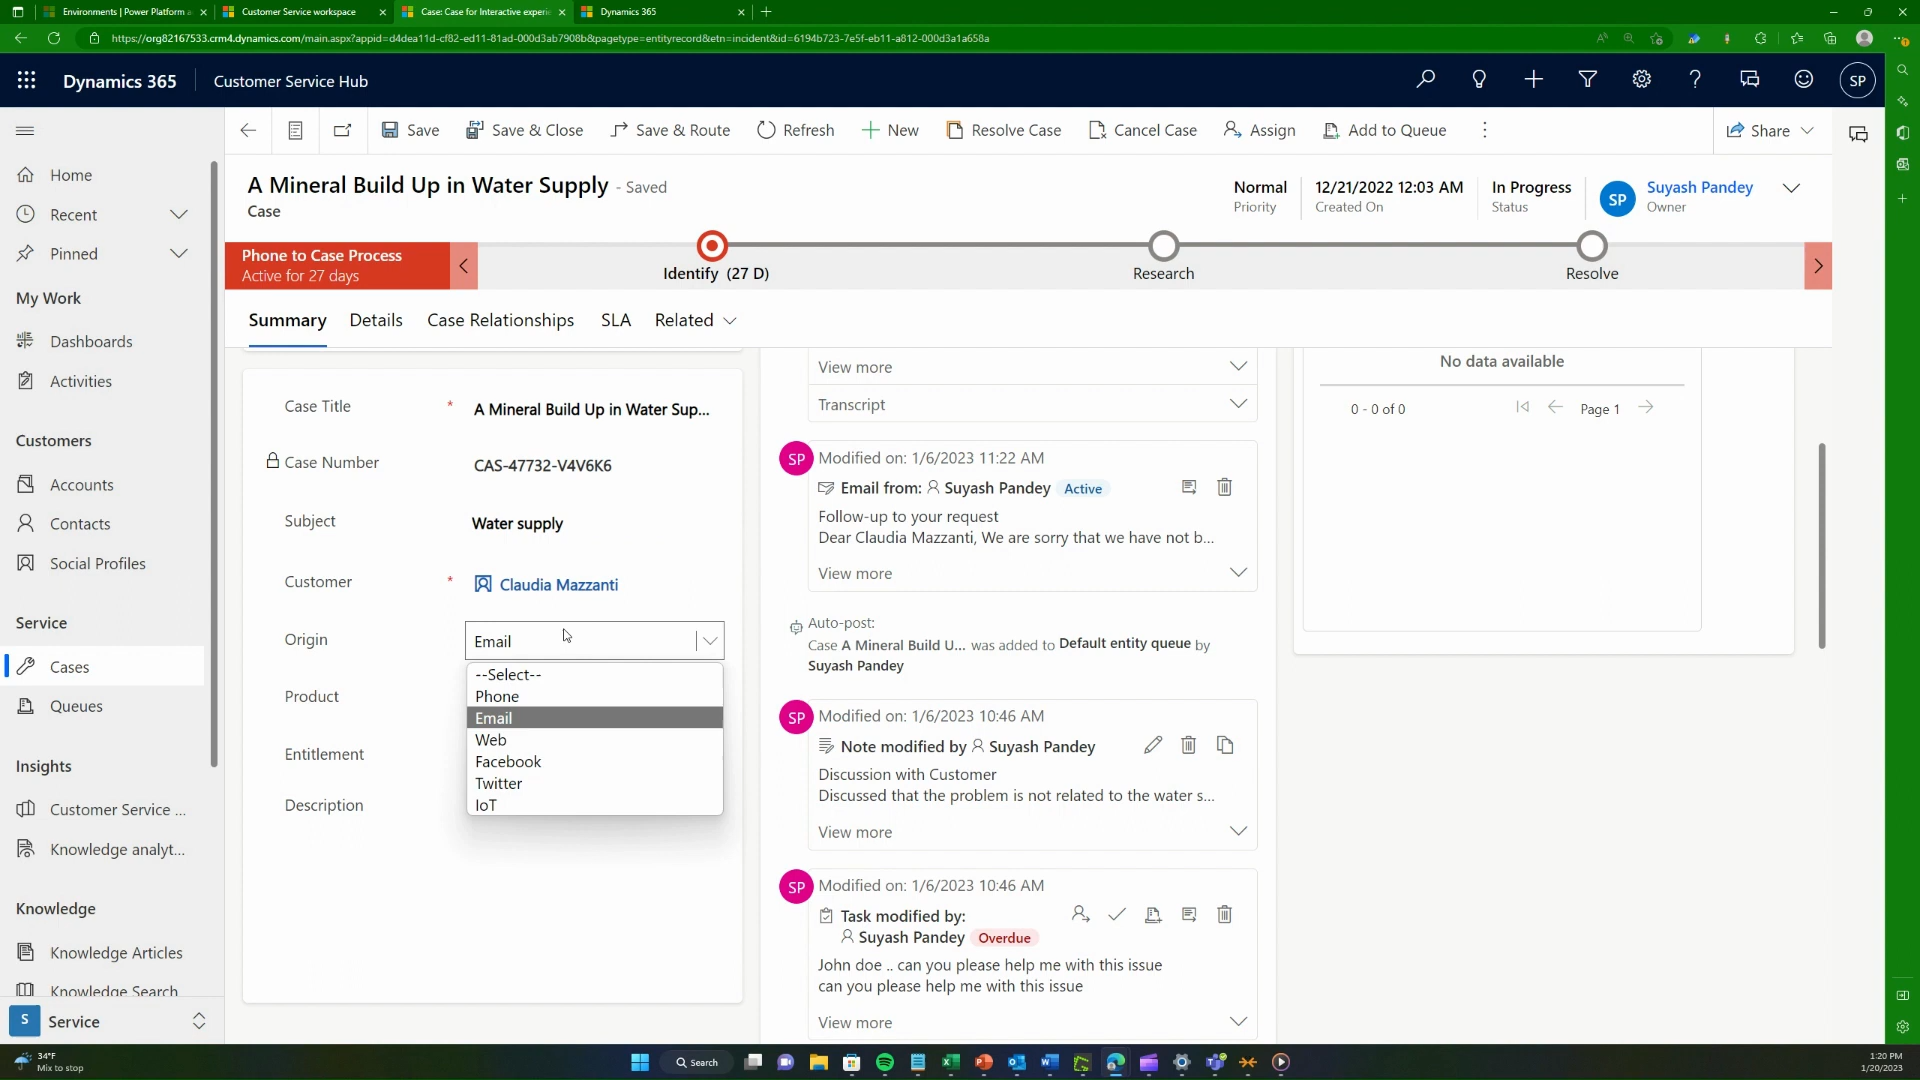 Environments | Power Platform a
Customer Service workspace
Case: Case for Interactive experie
Dynamics 365
https://org82167533.crm4.dynamics.com/main.aspx?appid=d4dea11d-cf82-ed11-81ad-000d3ab7908b&pagetype=entityrecord&etn=incident&id=6194b723-7e5f-eb11-a812-000d3a1a658a
Dynamics 365
Customer Service Hub
SP
Save
Save & Close
Save & Route
Refresh
New
Resolve Case
Cancel Case
Assign
Add to Queue
Share
Home
Recent
Pinned
My Work
Dashboards
Activities
Customers
Accounts
Contacts
Social Profiles
Service
Cases
Queues
Insights
Customer Service ...
Knowledge analyt...
Knowledge
Knowledge Articles
Knowledge Search
S
Service
A Mineral Build Up in Water Supply - Saved
Case
Normal
Priority
12/21/2022 12:03 AM
Created On
In Progress
Status
SP
Suyash Pandey
Owner
Phone to Case Process
Active for 27 days
Identify (27 D)
Research
Resolve
Summary
Details
Case Relationships
SLA
Related
Case Title
*
A Mineral Build Up in Water Sup...
Case Number
CAS-47732-V4V6K6
Subject
Water supply
Customer
*
Claudia Mazzanti
Origin
Email
--Select--
Phone
Email
Web
Facebook
Twitter
IoT
Product
Entitlement
Description
View more
Transcript
SP
Modified on: 1/6/2023 11:22 AM
Email from: Suyash Pandey Active
Follow-up to your request
Dear Claudia Mazzanti, We are sorry that we have not b...
View more
Auto-post:
Case A Mineral Build U... was added to Default entity queue by
Suyash Pandey
SP
Modified on: 1/6/2023 10:46 AM
Note modified by Suyash Pandey
Discussion with Customer
Discussed that the problem is not related to the water s...
View more
SP
Modified on: 1/6/2023 10:46 AM
Task modified by:
Suyash Pandey Overdue
John doe .. can you please help me with this issue
can you please help me with this issue
View more
No data available
0 - 0 of 0
Page 1
34°F
Mix to stop
Search
1:20 PM
1/20/2023